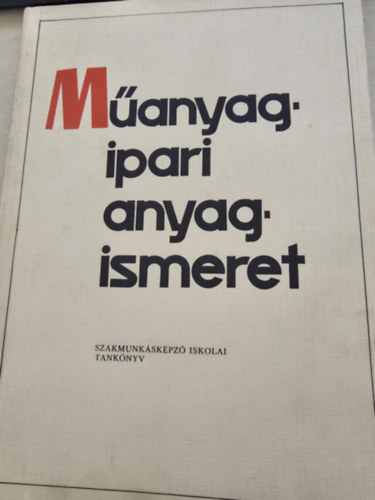 Műanyag-
ipari
anyag-
ismeret
SZAKMUNKÁSKÉPZŐ ISKOLAI
TANKÖNYV